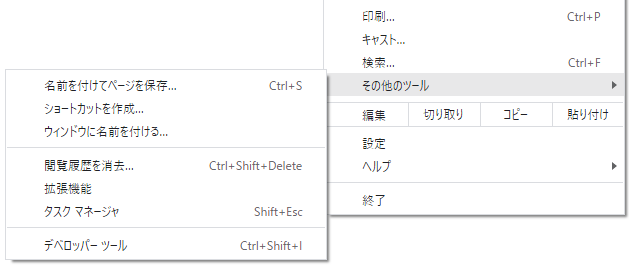 印刷... Ctrl+P
キャスト...
検索... Ctrl+F
その他のツール
編集 切り取り コピー 貼り付け
設定
ヘルプ
終了
名前を付けてページを保存... Ctrl+S
ショートカットを作成...
ウィンドウに名前を付ける...
閲覧履歴を消去... Ctrl+Shift+Delete
拡張機能
タスク マネージャ Shift+Esc
デベロッパー ツール Ctrl+Shift+I